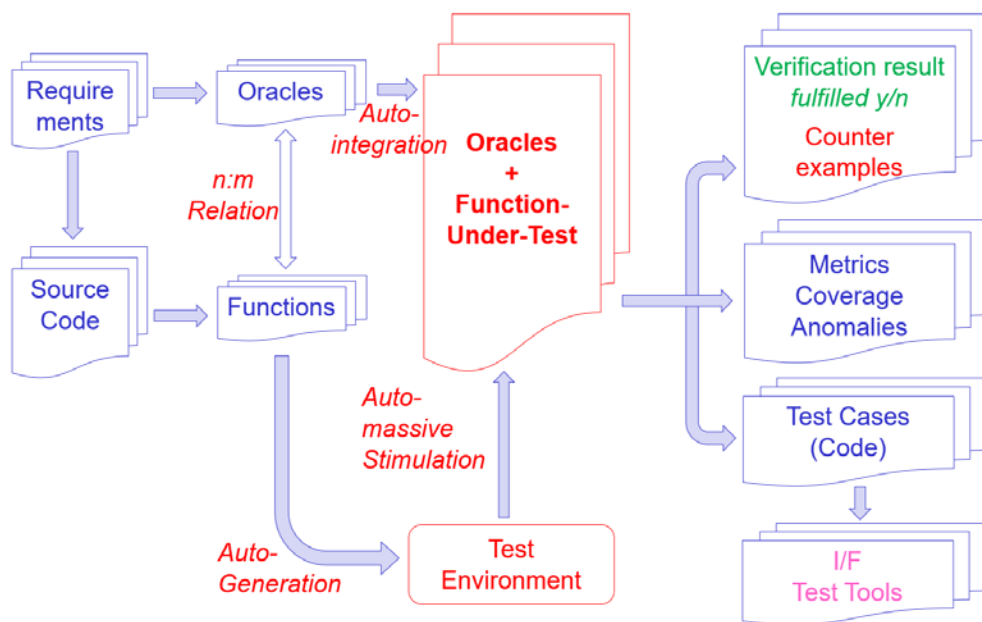 Require
ments
Oracles
Auto-
integration
Oracles
+
Function-
Under-Test
Verification result
fulfilled y/n
Counter
examples
n:m
Relation
Source
Code
Functions
Metrics
Coverage
Anomalies
Auto-
massive
Stimulation
Test Cases
(Code)
Auto-
Generation
Test
Environment
I/F
Test Tools